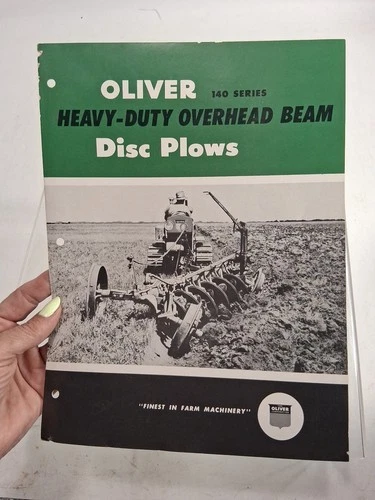 OLIVER 140 SERIES
HEAVY-DUTY OVERHEAD BEAM
Disc Plows
"FINEST IN FARM MACHINERY"
OLIVER